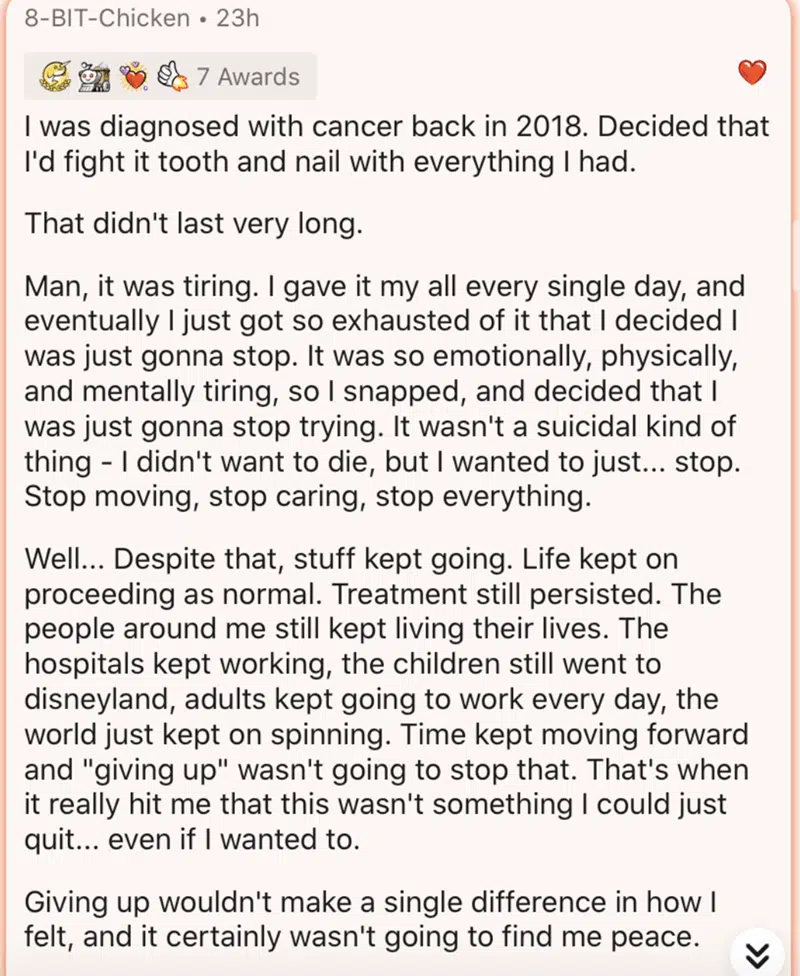 8-BIT-Chicken • 23h
7 Awards
I was diagnosed with cancer back in 2018. Decided that
I'd fight it tooth and nail with everything I had.
That didn't last very long.
Man, it was tiring. I gave it my all every single day, and
eventually I just got so exhausted of it that I decided I
was just gonna stop. It was so emotionally, physically,
and mentally tiring, so I snapped, and decided that I
was just gonna stop trying. It wasn't a suicidal kind of
thing - I didn't want to die, but I wanted to just... stop.
Stop moving, stop caring, stop everything.
Well... Despite that, stuff kept going. Life kept on
proceeding as normal. Treatment still persisted. The
people around me still kept living their lives. The
hospitals kept working, the children still went to
disneyland, adults kept going to work every day, the
world just kept on spinning. Time kept moving forward
and "giving up" wasn't going to stop that. That's when
it really hit me that this wasn't something I could just
quit... even if I wanted to.
Giving up wouldn't make a single difference in how I
felt, and it certainly wasn't going to find me peace.